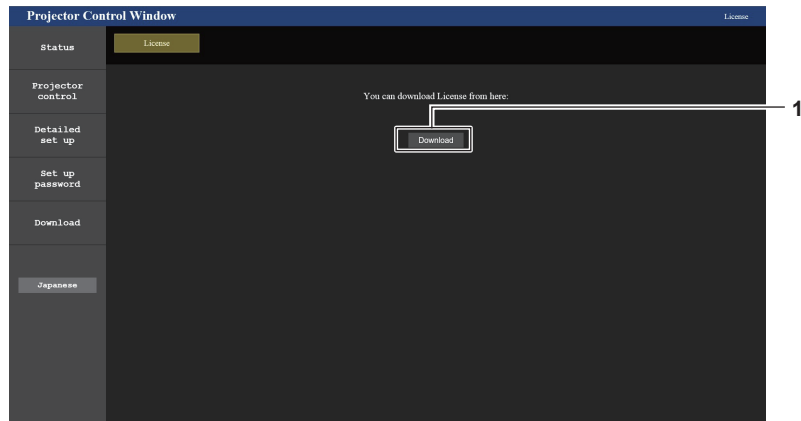 Projector Control Window
License
Status
License
Projector
control
You can download License from here:
1
Detailed
set up
Download
Set up
password
Download
Japanese